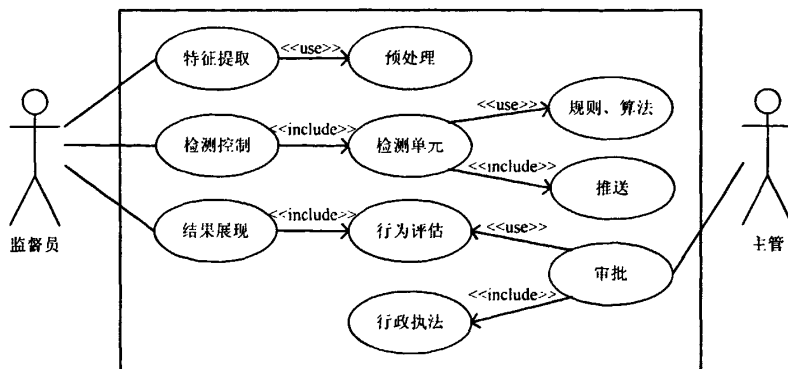 特征提取
<<use>>
预处理
<<use>>
规则、算法
检测控制
<<include>>
检测单元
<<include>>
推送
结果展现
<<include>>
行为评估
<<use>>
审批
<<include>>
行政执法
监督员
主管